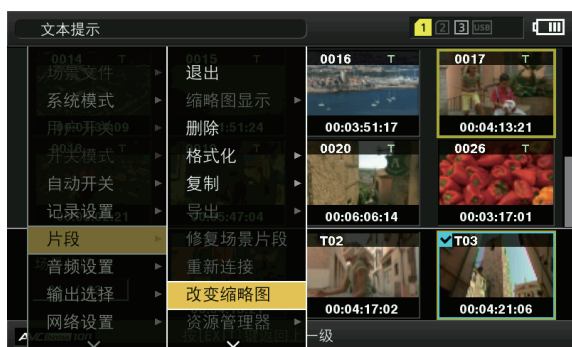 文本提示
1 2 3 USB
0014 T
0015 T
0016 T
0017 T
场景文件
退出
系统模式
缩略图显示
用户开关
删除
00:03:51:17
00:04:13:21
开关模式
格式化
0020 T
0026 T
自动开关
复制
记录设置
导出
00:06:06:14
00:03:17:01
片段
修复场景片段
T02
T03
音频设置
重新连接
输出选择
改变缩略图
00:04:17:02
00:04:21:06
网络设置
资源管理器
一级